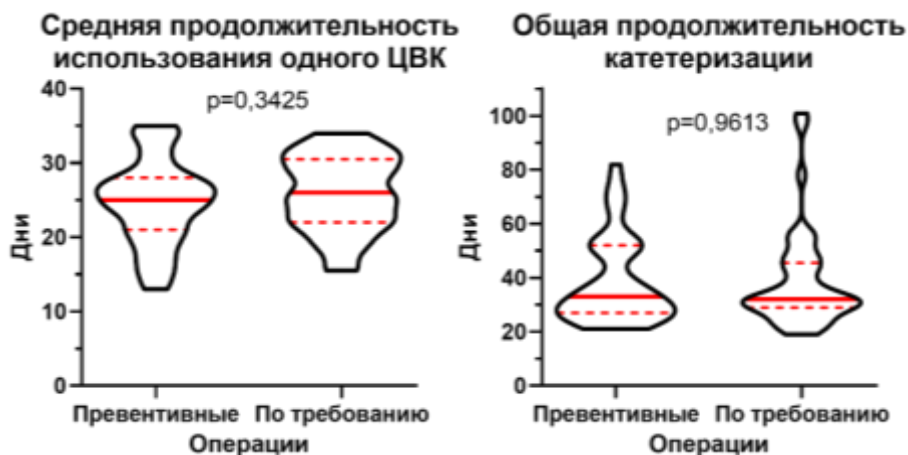 Средняя продолжительность
использования одного ЦВК
p=0,3425
40
30
20
10
0
Дни
Превентивные
По требованию
Операции
Общая продолжительность
катетеризации
p=0,9613
100
80
60
40
20
0
Дни
Превентивные
По требованию
Операции